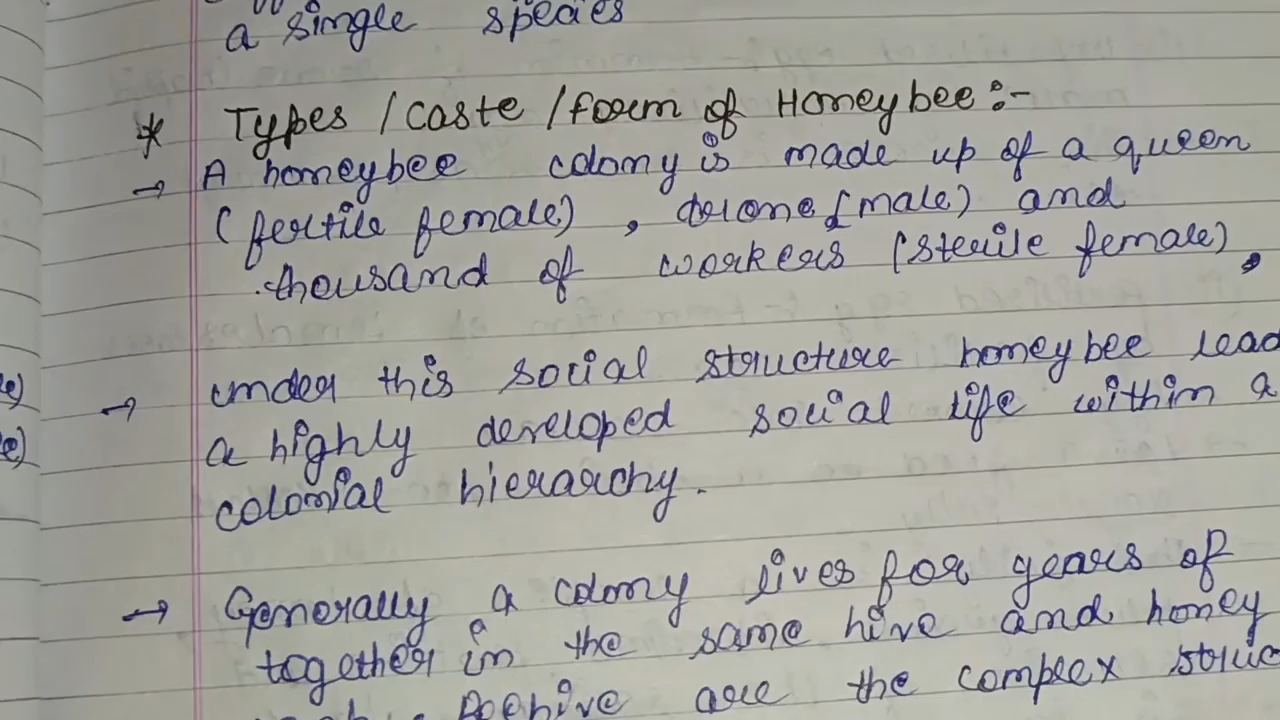 a single species
* Types / caste / form of Honeybee :-
→ A honeybee colony is made up of a queen
(fertile female), drone (male) and
thousand of workers (sterile female),
→ under this social structure honeybee lead
a highly developed social life within a
colonial hierarchy.
→ Generally a colony lives for years of
together in the same hive and honey
Beehive are the complex struc